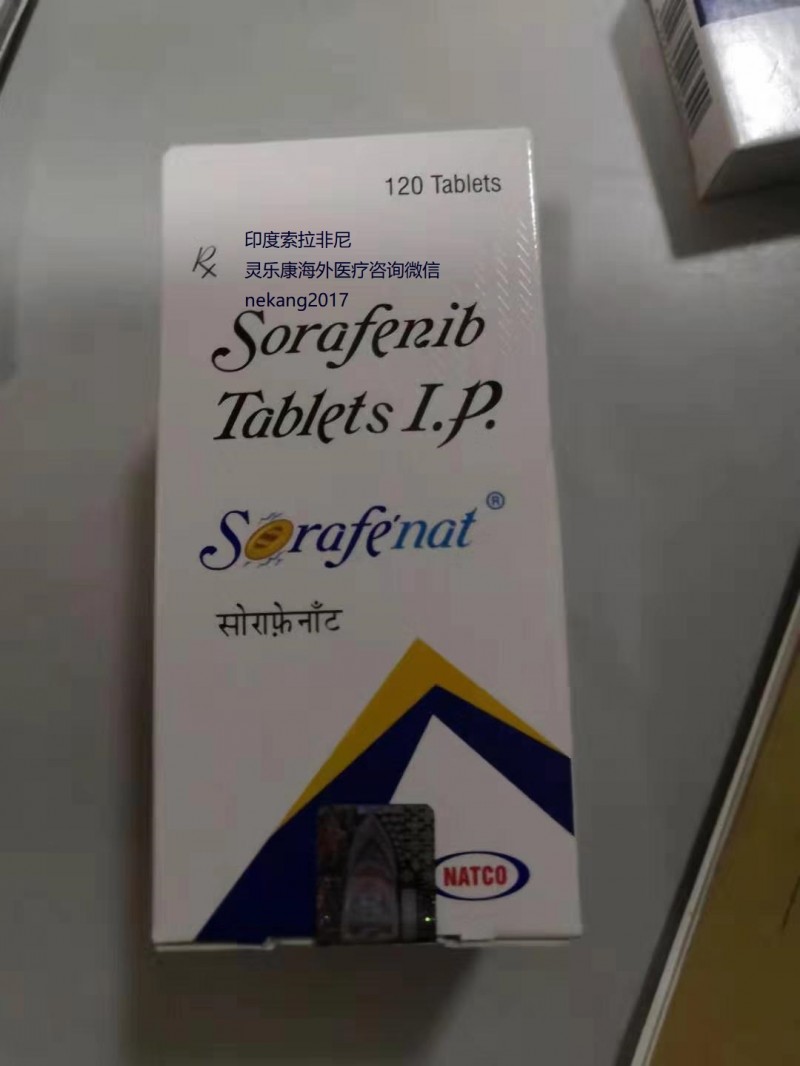 120 Tablets
Rx
印度索拉非尼
灵乐康海外医疗咨询微信
nekang2017
Sorafenib
Tablets I.P.
Sorafenat ®
सोराफ़ेनाँट
NATCO